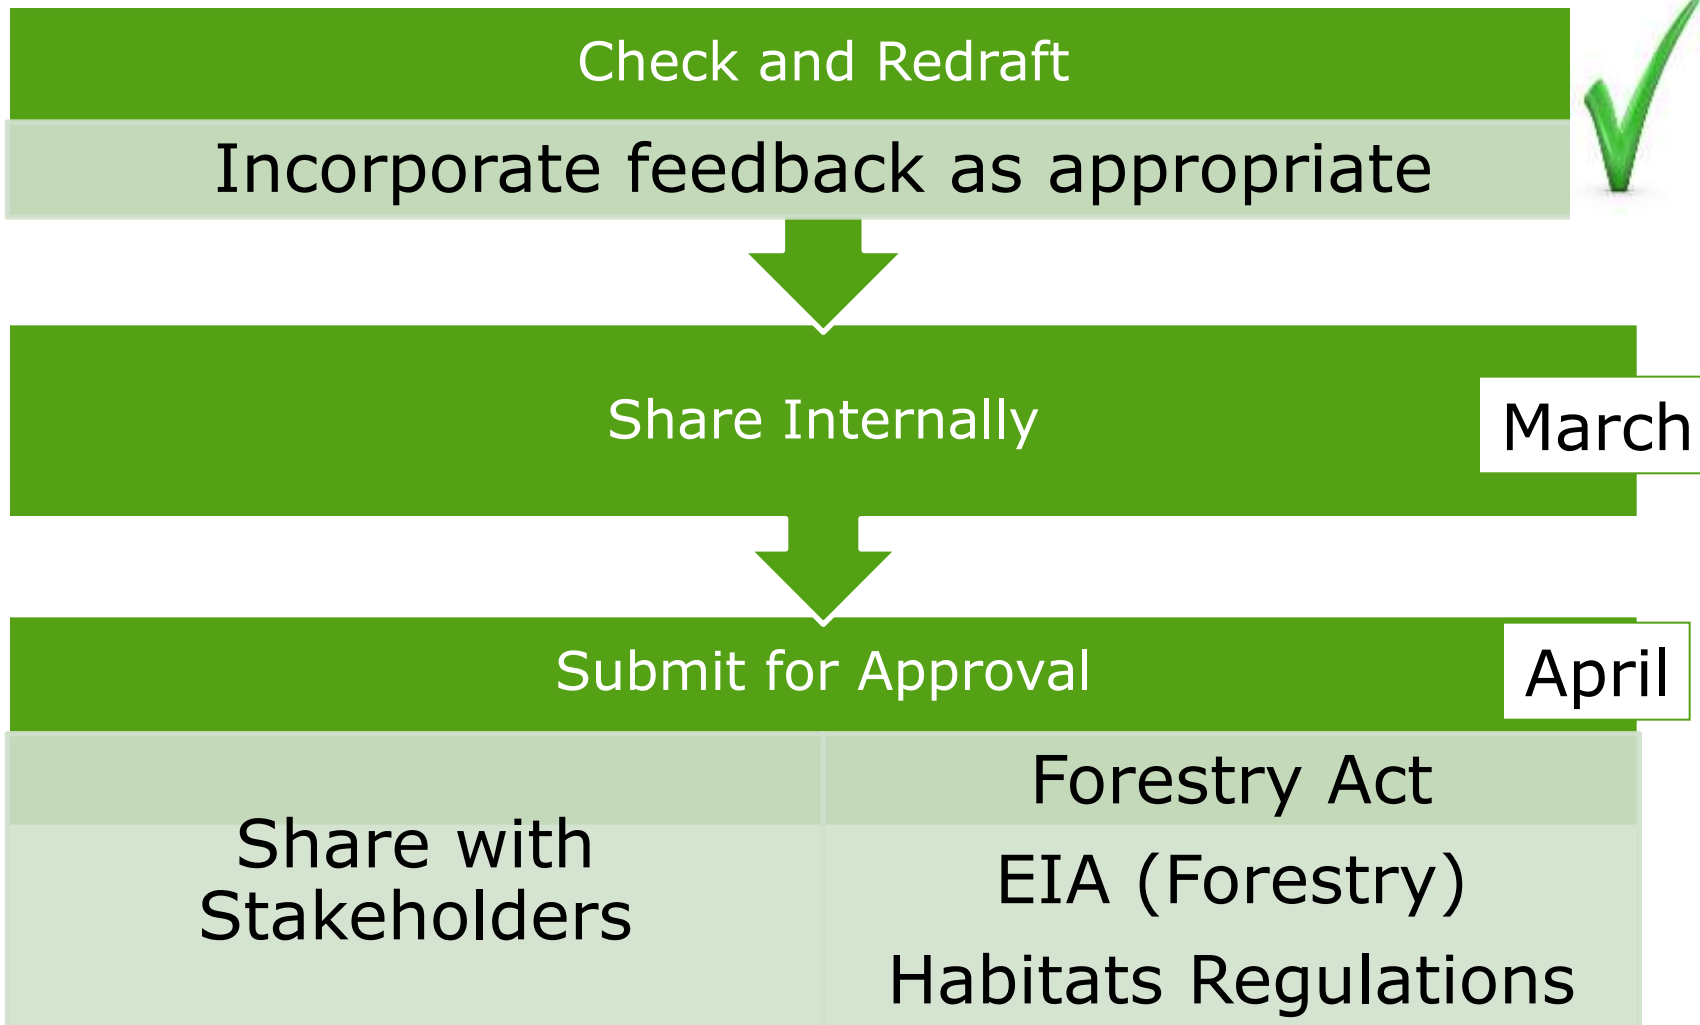 Check and Redraft
Incorporate feedback as appropriate
Share Internally
March
Submit for Approval
April
Share with
Stakeholders
Forestry Act
EIA (Forestry)
Habitats Regulations